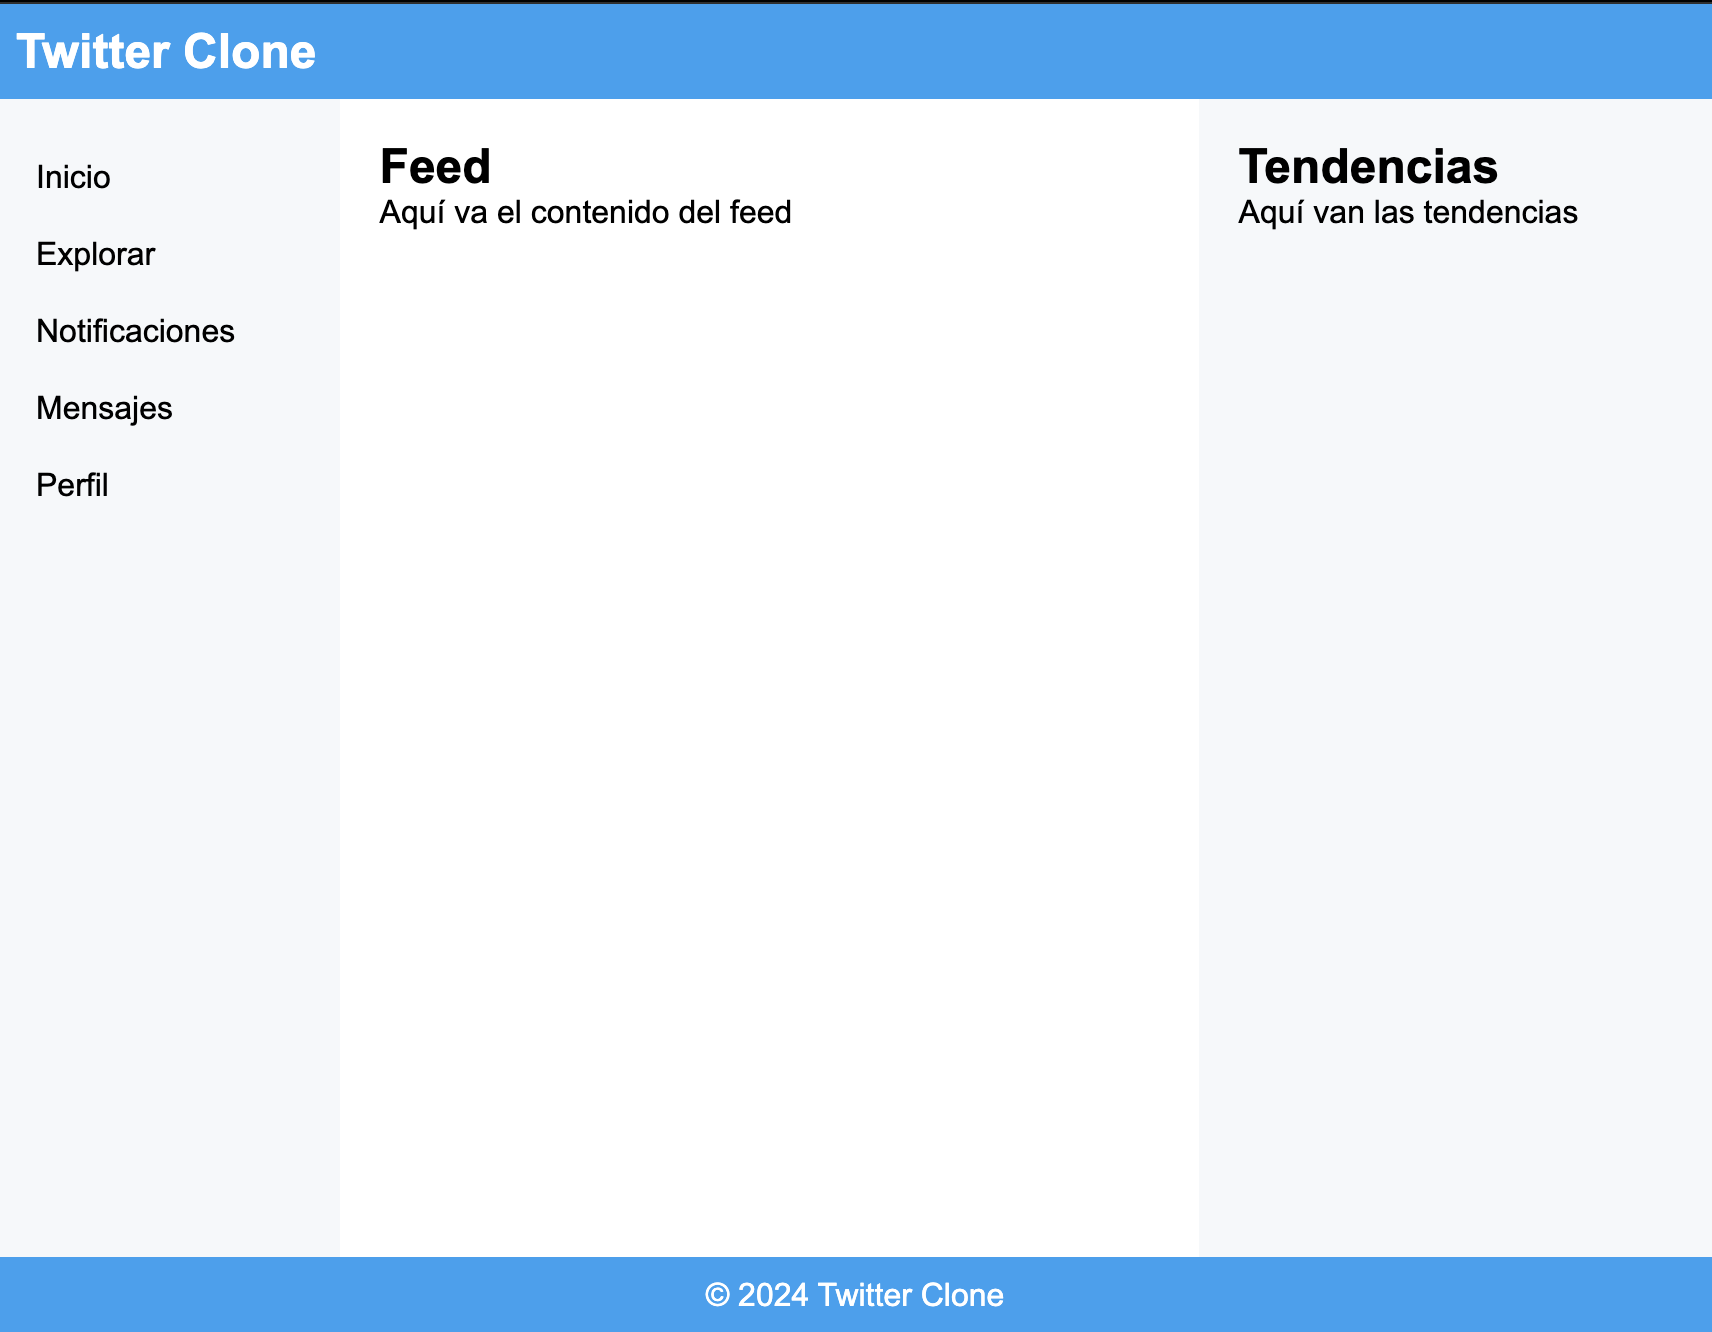 Twitter Clone
Inicio
Explorar
Notificaciones
Mensajes
Perfil
Feed
Aquí va el contenido del feed
Tendencias
Aquí van las tendencias
© 2024 Twitter Clone